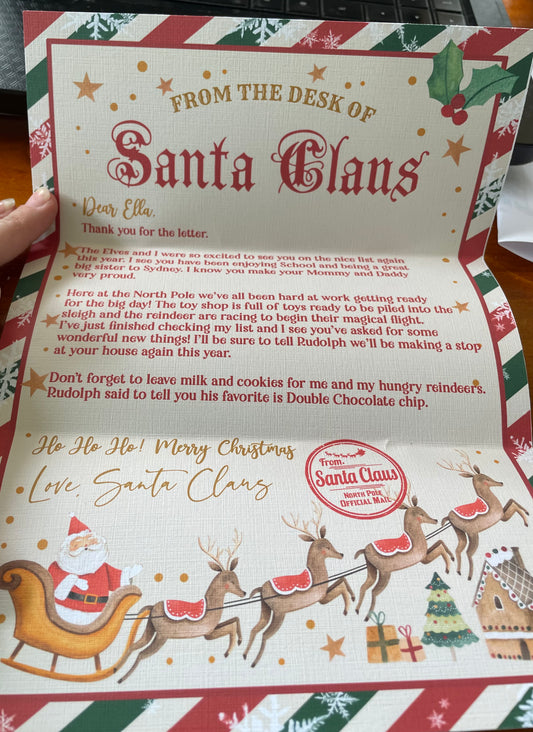 FROM THE DESK OF
Santa Claus
Dear Ella,
Thank you for the letter.
The Elves and I were so excited to see you on the nice list again
this year. I see you have been enjoying School and being a great
big sister to Sydney. I know you make your Mommy and Daddy
very proud.
Here at the North Pole we've all been hard at work getting ready
for the big day! The toy shop is full of toys ready to be piled into the
sleigh and the reindeer are racing to begin their magical flight.
I've just finished checking my list and I see you've asked for some
wonderful new things! I'll be sure to tell Rudolph we'll be making a stop
at your house again this year.
Don't forget to leave milk and cookies for me and my hungry reindeers.
Rudolph said to tell you his favorite is Double Chocolate chip.
Ho Ho Ho! Merry Christmas
Love, Santa Claus
From
Santa Claus
NORTH POLE
OFFICIAL MAIL